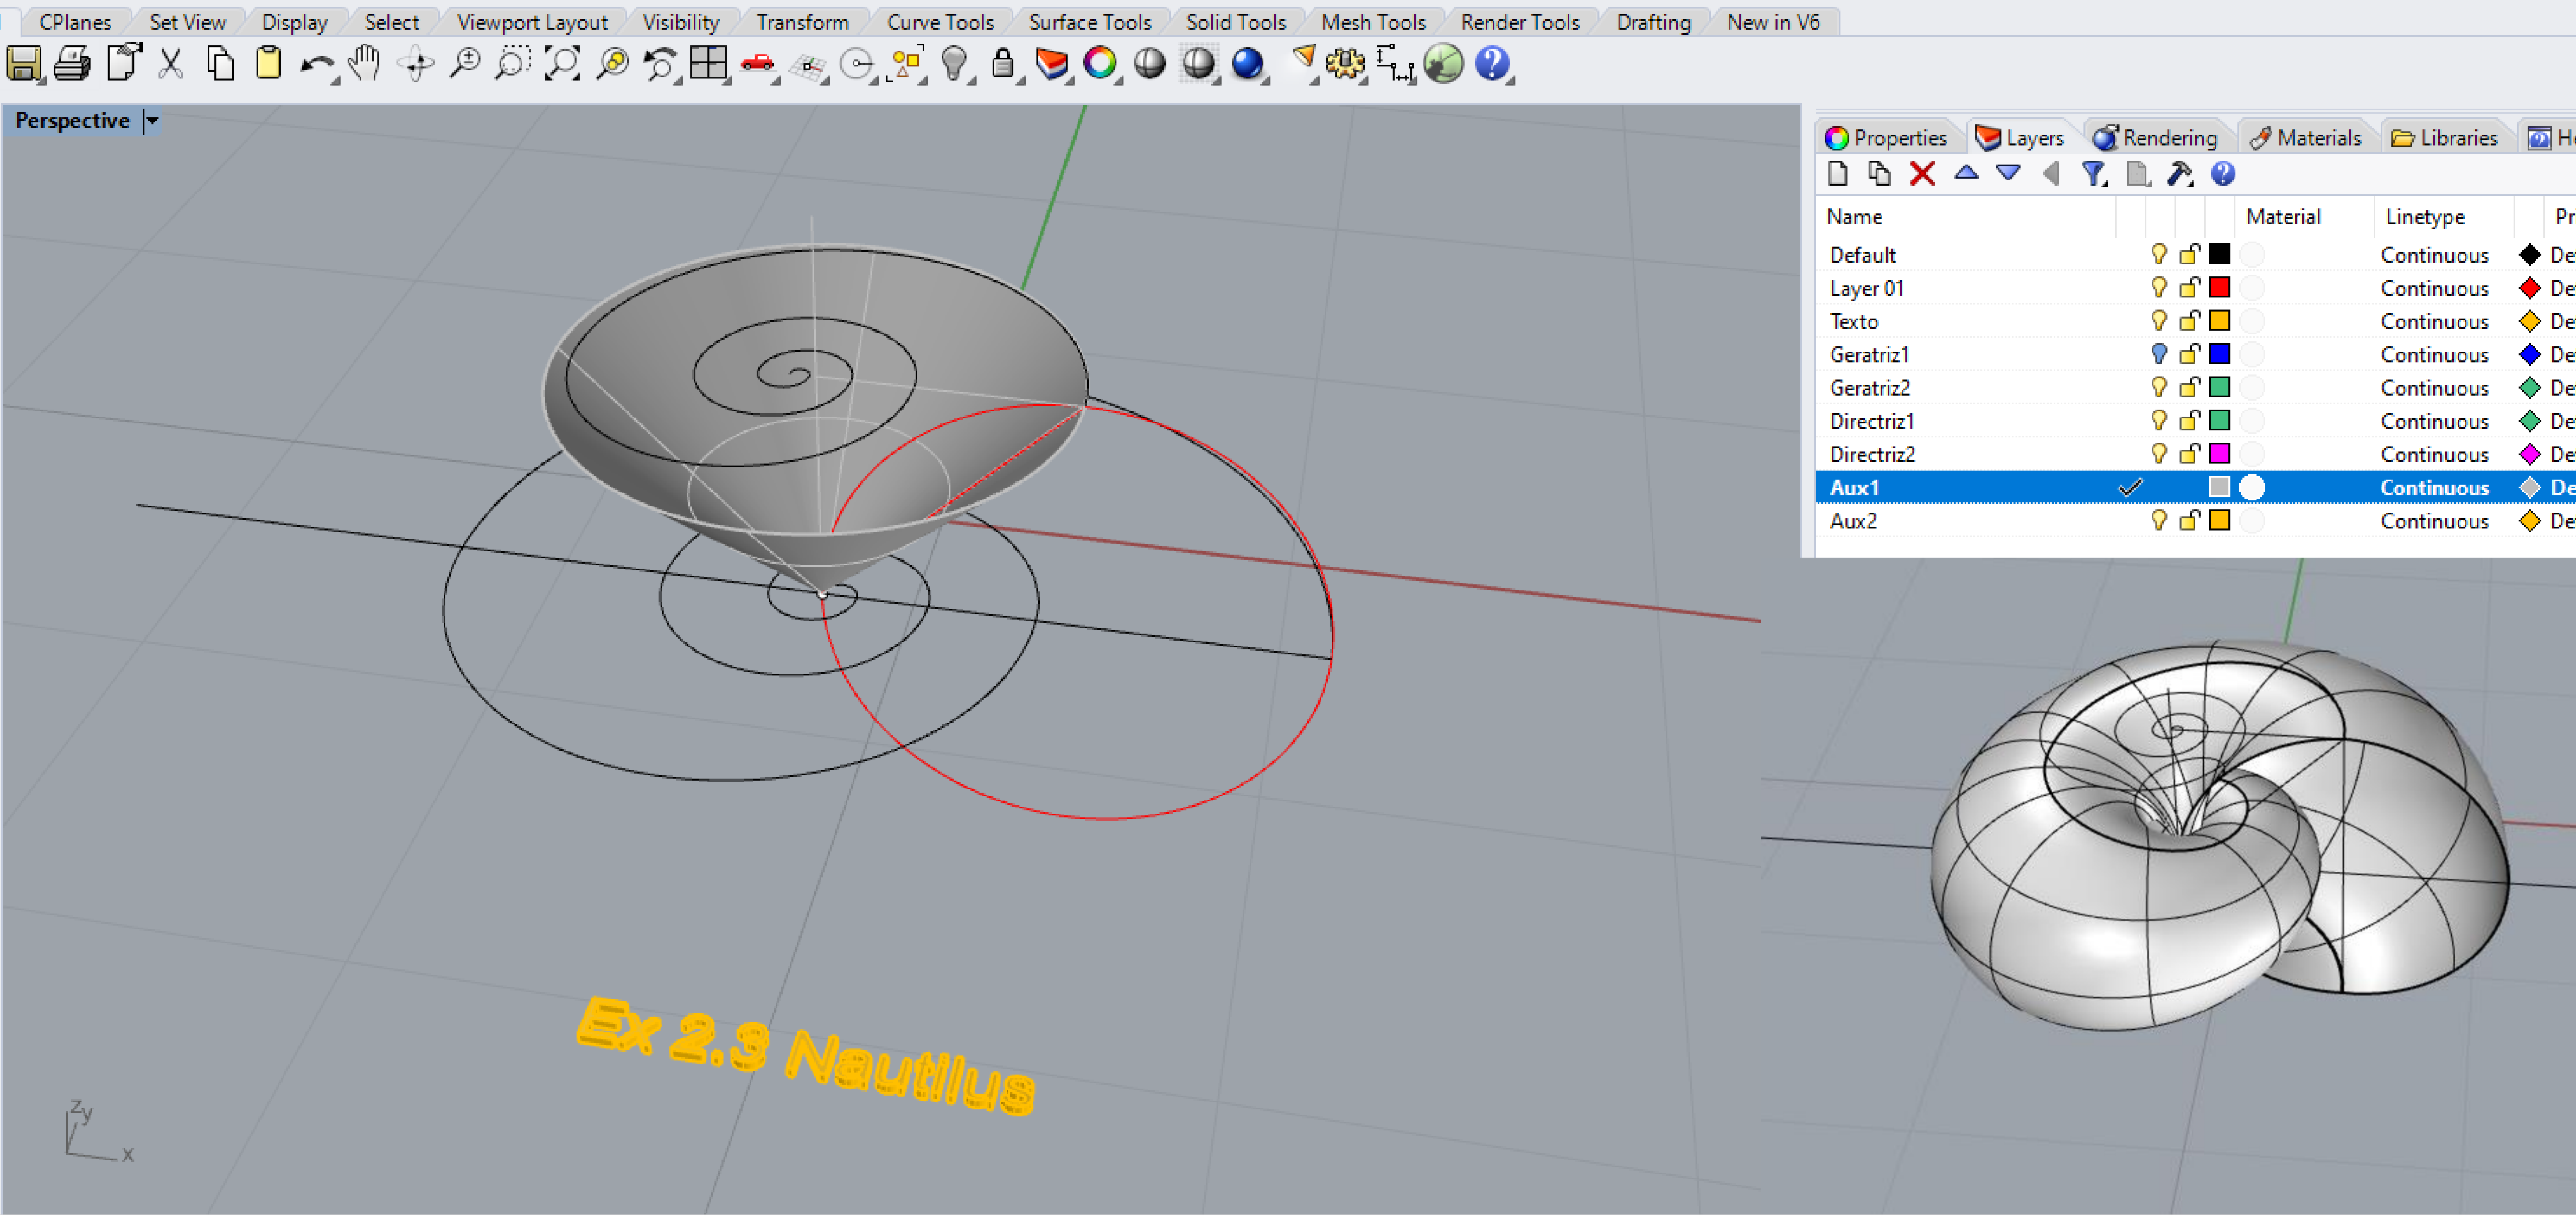 CPlanes Set View Display Select Viewport Layout Visibility Transform Curve Tools Surface Tools Solid Tools Mesh Tools Render Tools Drafting New in V6
Perspective
Properties Layers Rendering Materials Libraries
Name Material Linetype
Default Continuous
Layer 01 Continuous
Texto Continuous
Geratriz1 Continuous
Geratriz2 Continuous
Directriz1 Continuous
Directriz2 Continuous
Aux1 Continuous
Aux2 Continuous
Ex 2.3 Nautilus
z y
x